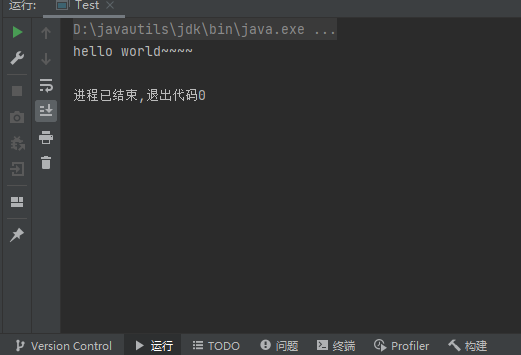 运行: Test
D:\javautils\jdk\bin\java.exe ...
hello world~~~~
进程已结束,退出代码0
Version Control 运行 TODO 问题 终端 Profiler 构建